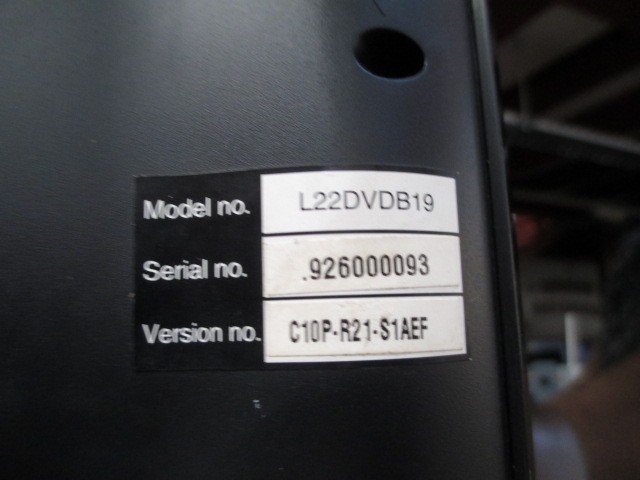 Model no. L22DVDB19
Serial no. .926000093
Version no. C10P-R21-S1AEF